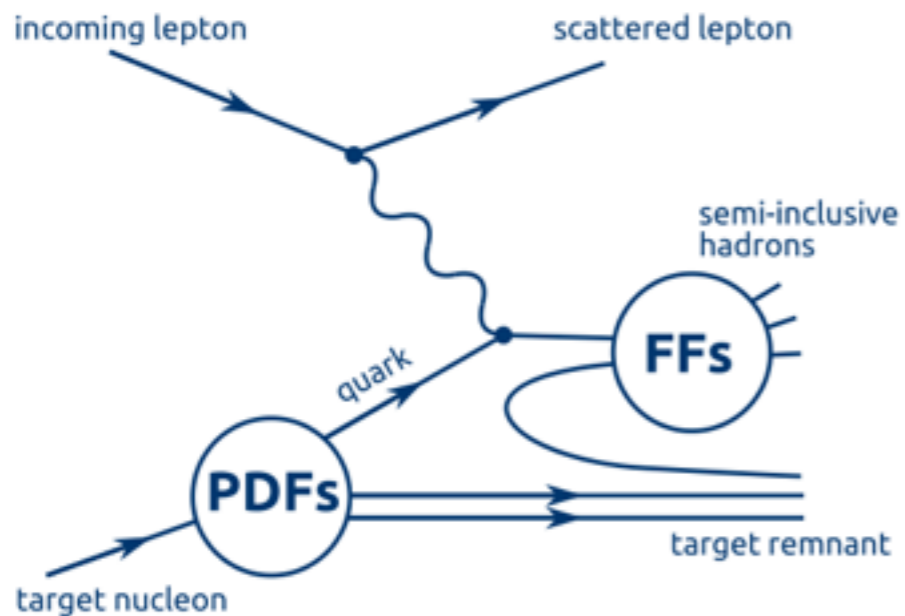 incoming lepton
scattered lepton
semi-inclusive
hadrons
FFs
quark
PDFs
target remnant
target nucleon